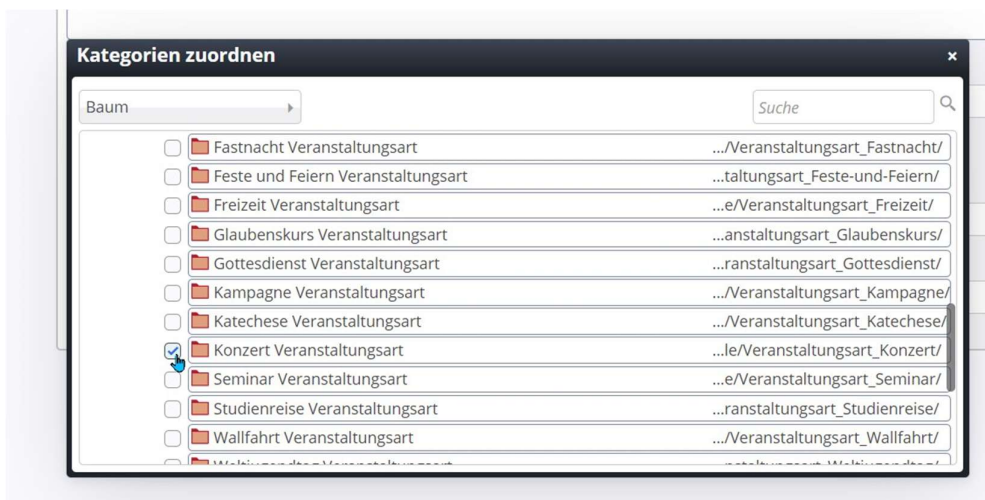 Kategorien zuordnen
Baum
Suche
Fastnacht Veranstaltungsart .../Veranstaltungsart_Fastnacht/
Feste und Feiern Veranstaltungsart ...taltungsart_Feste-und-Feiern/
Freizeit Veranstaltungsart ...e/Veranstaltungsart_Freizeit/
Glaubenskurs Veranstaltungsart ...anstaltungsart_Glaubenskurs/
Gottesdienst Veranstaltungsart ...ranstaltungsart_Gottesdienst/
Kampagne Veranstaltungsart .../Veranstaltungsart_Kampagne/
Katechese Veranstaltungsart .../Veranstaltungsart_Katechese/
Konzert Veranstaltungsart ...le/Veranstaltungsart_Konzert/
Seminar Veranstaltungsart ...e/Veranstaltungsart_Seminar/
Studienreise Veranstaltungsart ...ranstaltungsart_Studienreise/
Wallfahrt Veranstaltungsart .../Veranstaltungsart_Wallfahrt/